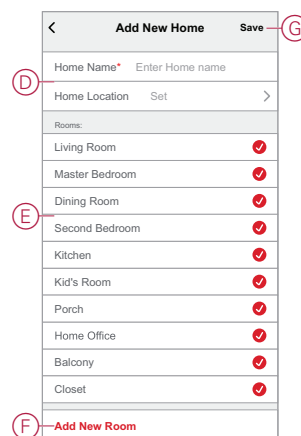 Add New Home Save G
Home Name* Enter Home name
D
Home Location Set
Rooms:
Living Room
Master Bedroom
Dining Room
E
Second Bedroom
Kitchen
Kid's Room
Porch
Home Office
Balcony
Closet
F Add New Room